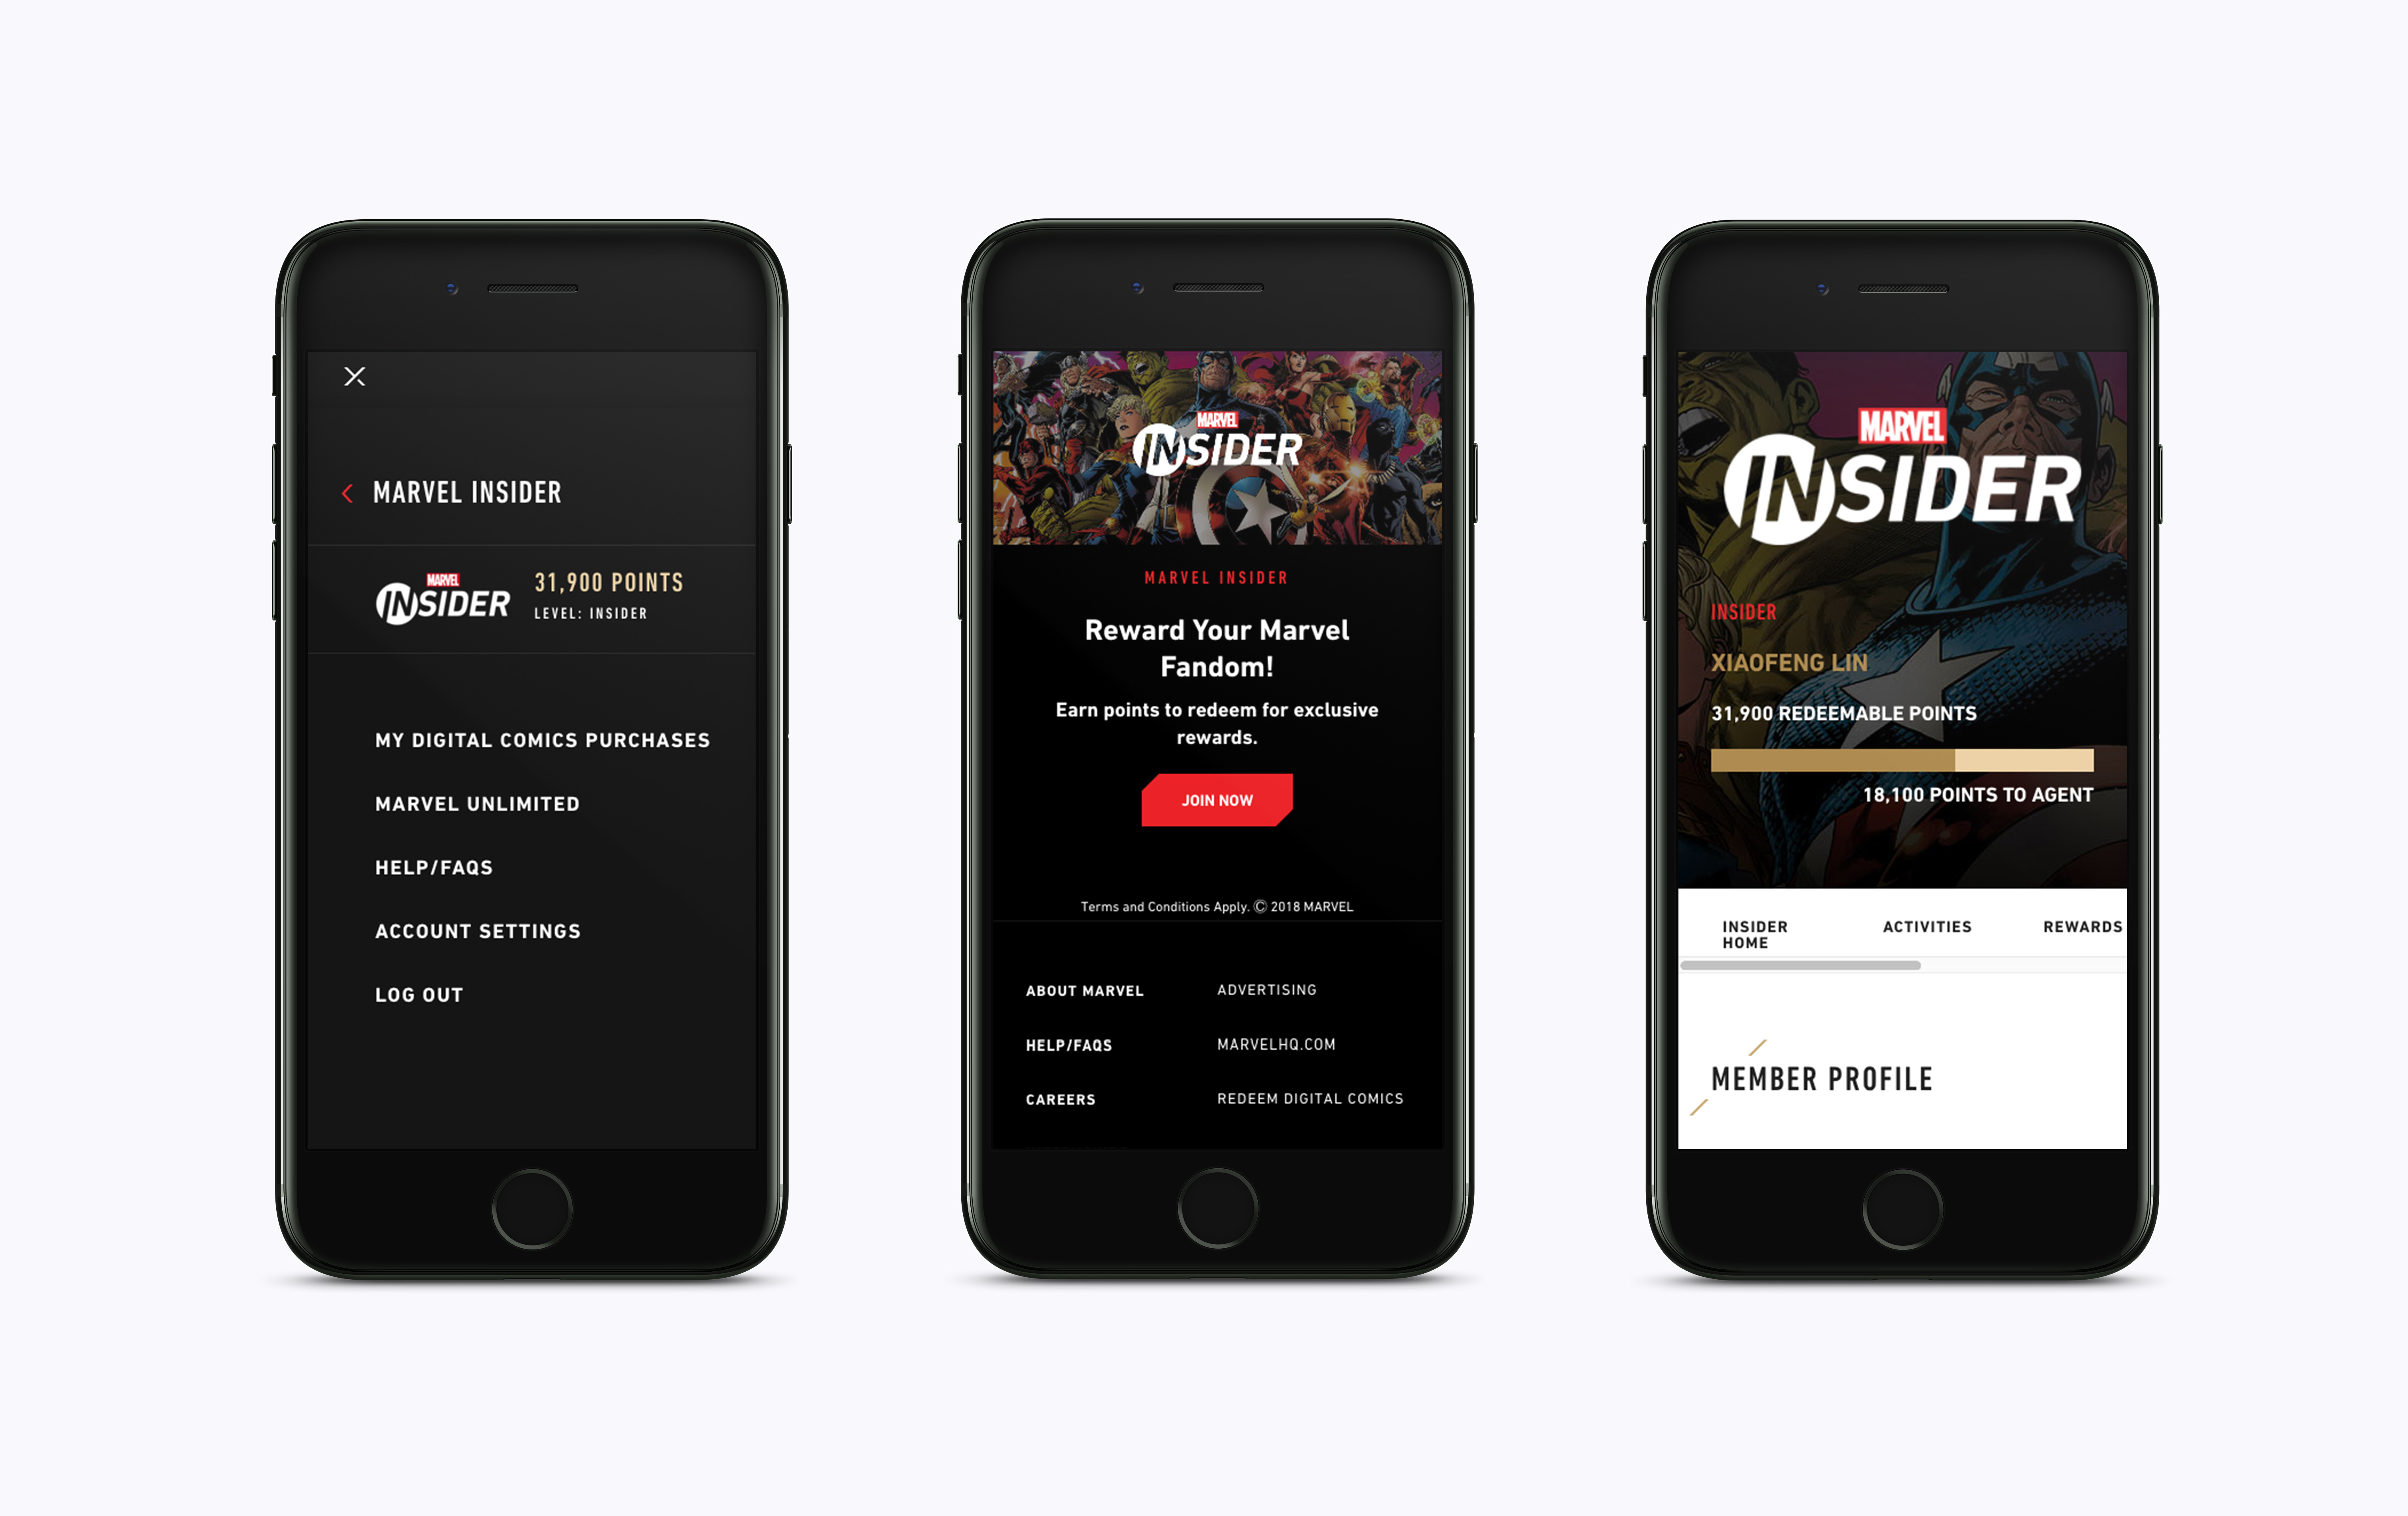 MARVEL INSIDER
MARVEL
INSIDER
31,900 POINTS
LEVEL: INSIDER
MY DIGITAL COMICS PURCHASES
MARVEL UNLIMITED
HELP/FAQS
ACCOUNT SETTINGS
LOG OUT
MARVEL
INSIDER
MARVEL INSIDER
Reward Your Marvel
Fandom!
Earn points to redeem for exclusive
rewards.
JOIN NOW
Terms and Conditions Apply. © 2018 MARVEL
ABOUT MARVEL
ADVERTISING
HELP/FAQS
MARVELHQ.COM
CAREERS
REDEEM DIGITAL COMICS
MARVEL
INSIDER
INSIDER
XIAOFENG LIN
31,900 REDEEMABLE POINTS
18,100 POINTS TO AGENT
INSIDER
HOME
ACTIVITIES
REWARDS
MEMBER PROFILE